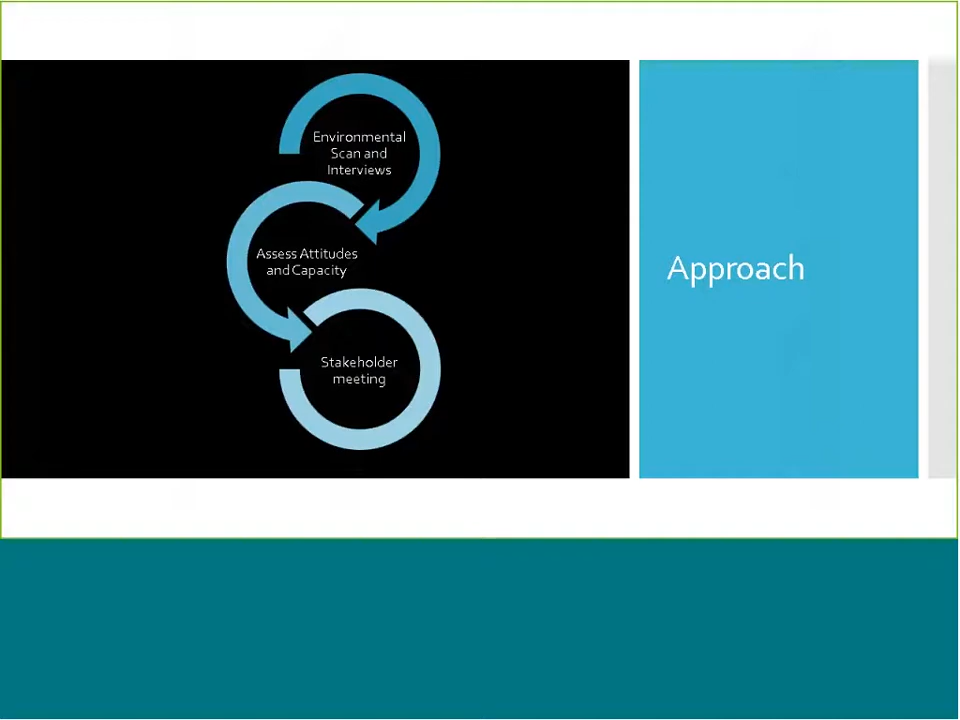 Environmental
Scan and
Interviews
Assess Attitudes
and Capacity
Stakeholder
meeting
Approach